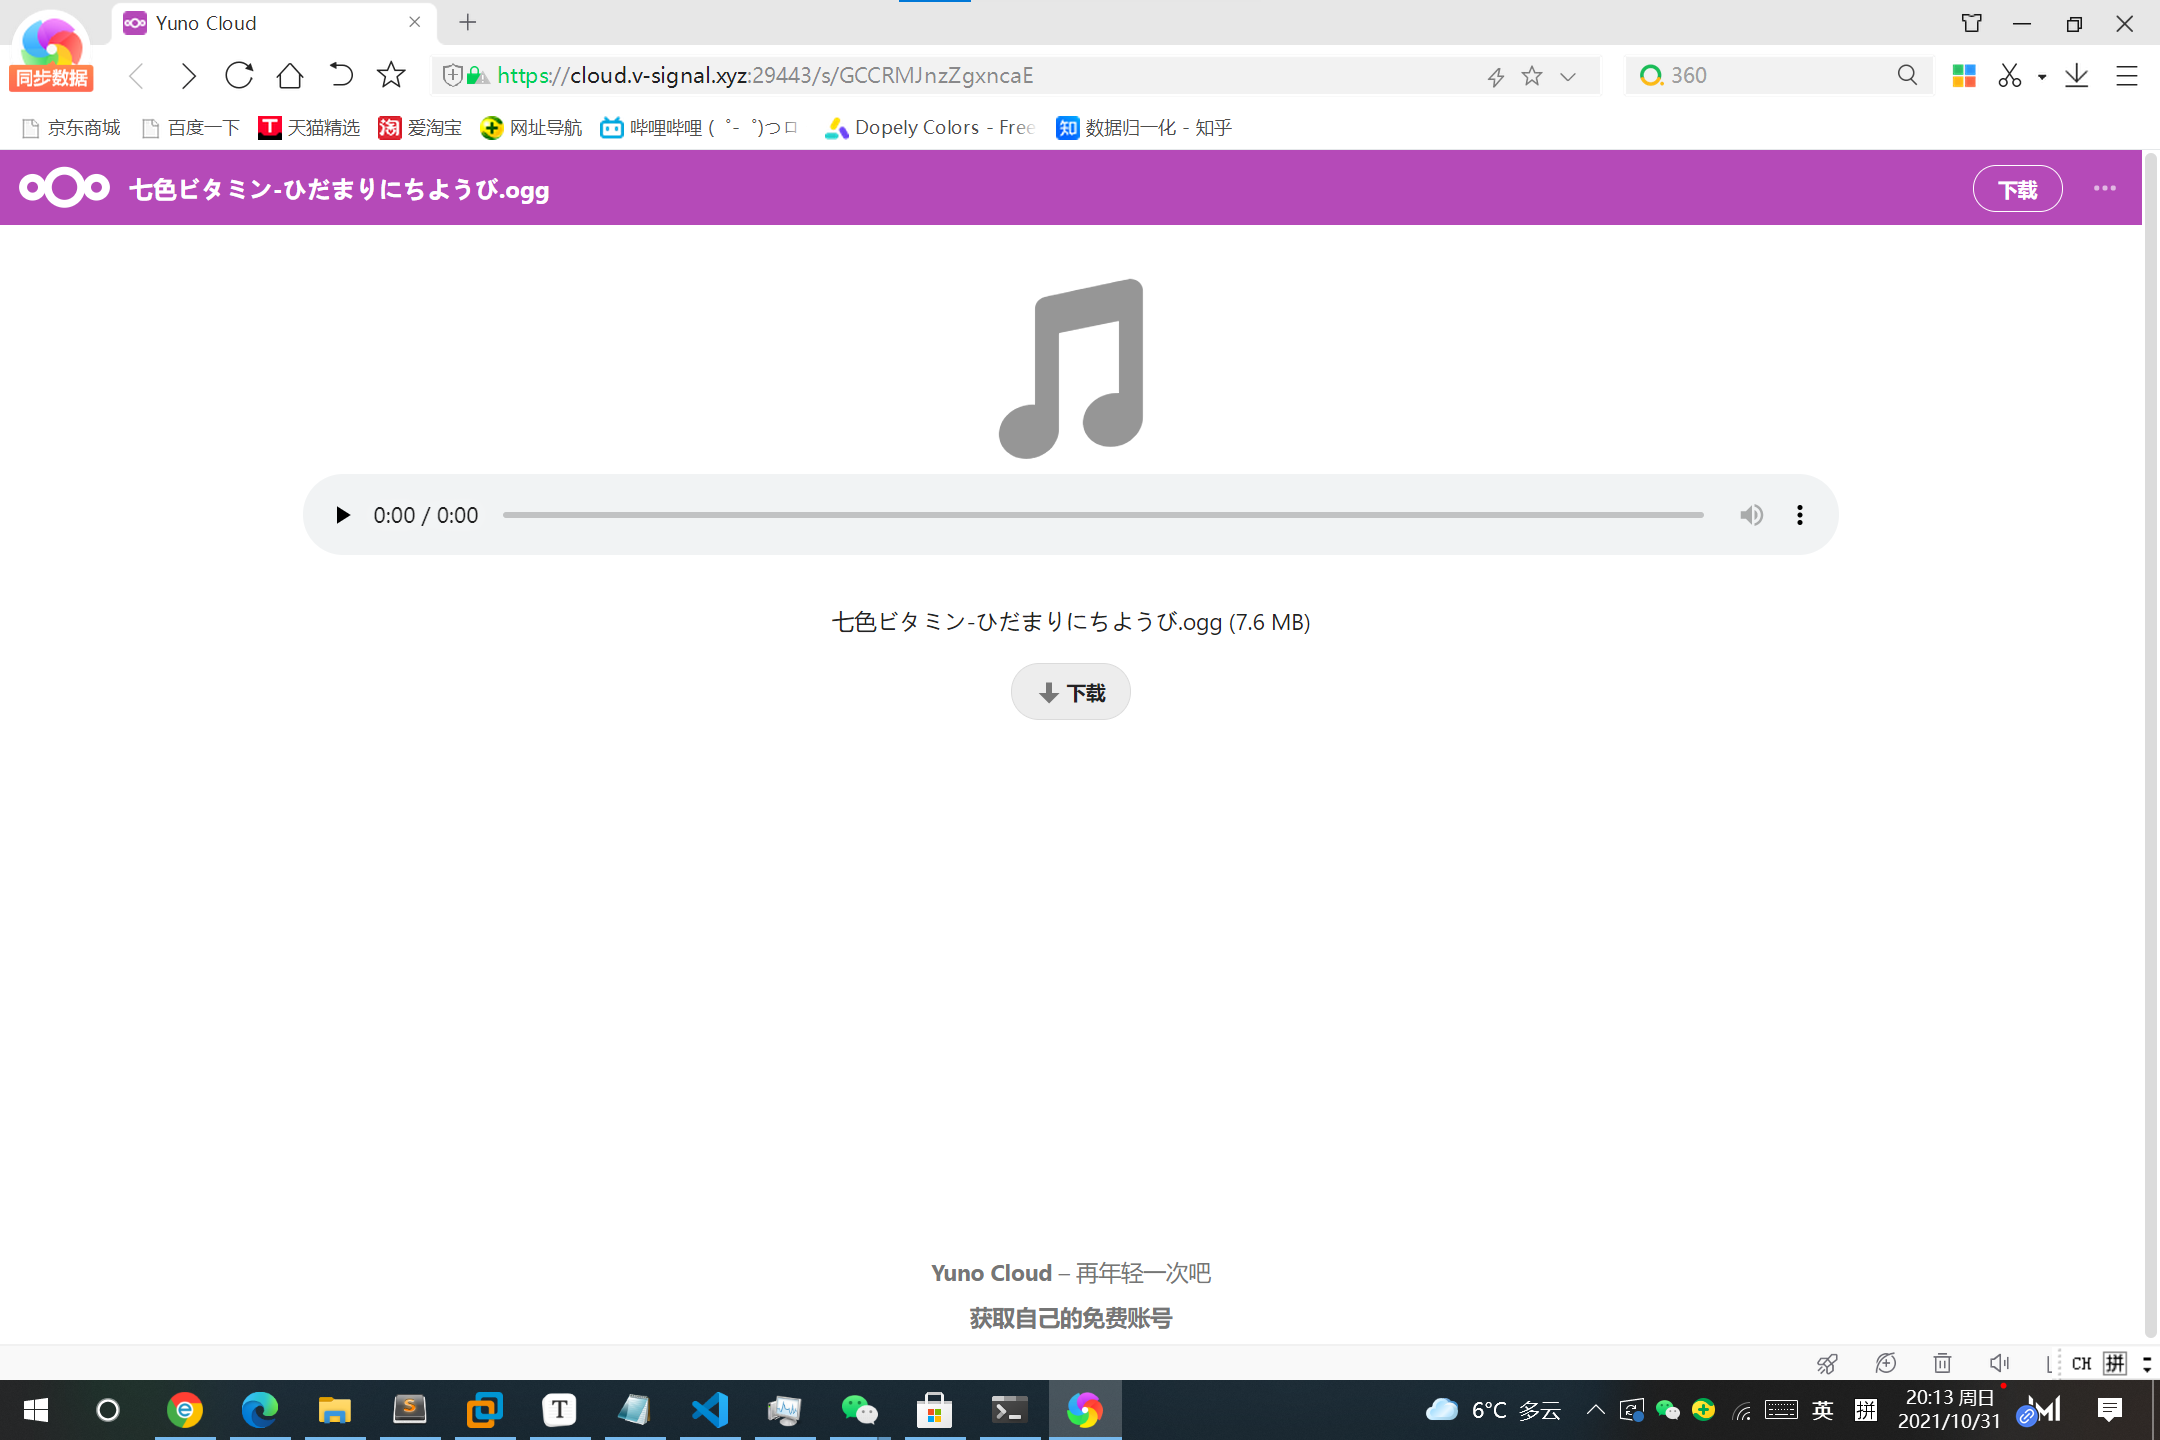 Yuno Cloud
同步数据
https://cloud.v-signal.xyz:29443/s/GCCRMJnzZgxncaE
360
京东商城 百度一下 天猫精选 爱淘宝 网址导航 哔哩哔哩 (゜-゜)つロ Dopely Colors - Free 数据归一化 - 知乎
七色ビタミン-ひだまりにちようび.ogg
下载
0:00 / 0:00
七色ビタミン-ひだまりにちようび.ogg (7.6 MB)
下载
Yuno Cloud – 再年轻一次吧
获取自己的免费账号
CH 拼
6°C 多云 英 拼 20:13 周日
2021/10/31